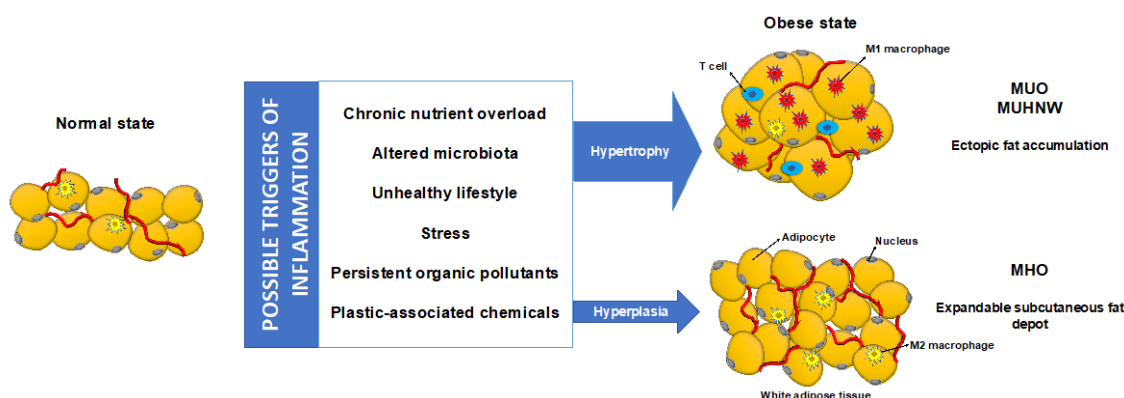 Normal state
POSSIBLE TRIGGERS OF
INFLAMMATION
Chronic nutrient overload
Altered microbiota
Unhealthy lifestyle
Stress
Persistent organic pollutants
Plastic-associated chemicals
Hypertrophy
Hyperplasia
Obese state
M1 macrophage
T cell
MUO
MUHNW
Ectopic fat accumulation
Adipocyte
Nucleus
MHO
Expandable subcutaneous fat
depot
M2 macrophage
White adipose tissue